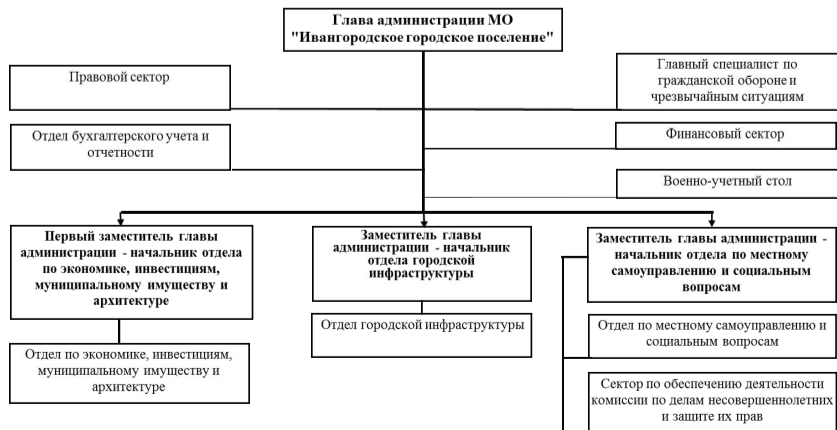 Глава администрации МО
"Ивангородское городское поселение"
Правовой сектор
Главный специалист по
гражданской обороне и
чрезвычайным ситуациям
Отдел бухгалтерского учета и
отчетности
Финансовый сектор
Военно-учетный стол
Первый заместитель главы
администрации - начальник отдела
по экономике, инвестициям,
муниципальному имуществу и
архитектуре
Заместитель главы
администрации - начальник
отдела городской
инфраструктуры
Заместитель главы администрации -
начальник отдела по местному
самоуправлению и социальным
вопросам
Отдел по экономике, инвестициям,
муниципальному имуществу и
архитектуре
Отдел городской инфраструктуры
Отдел по местному самоуправлению и
социальным вопросам
Сектор по обеспечению деятельности
комиссии по делам несовершеннолетних
и защите их прав